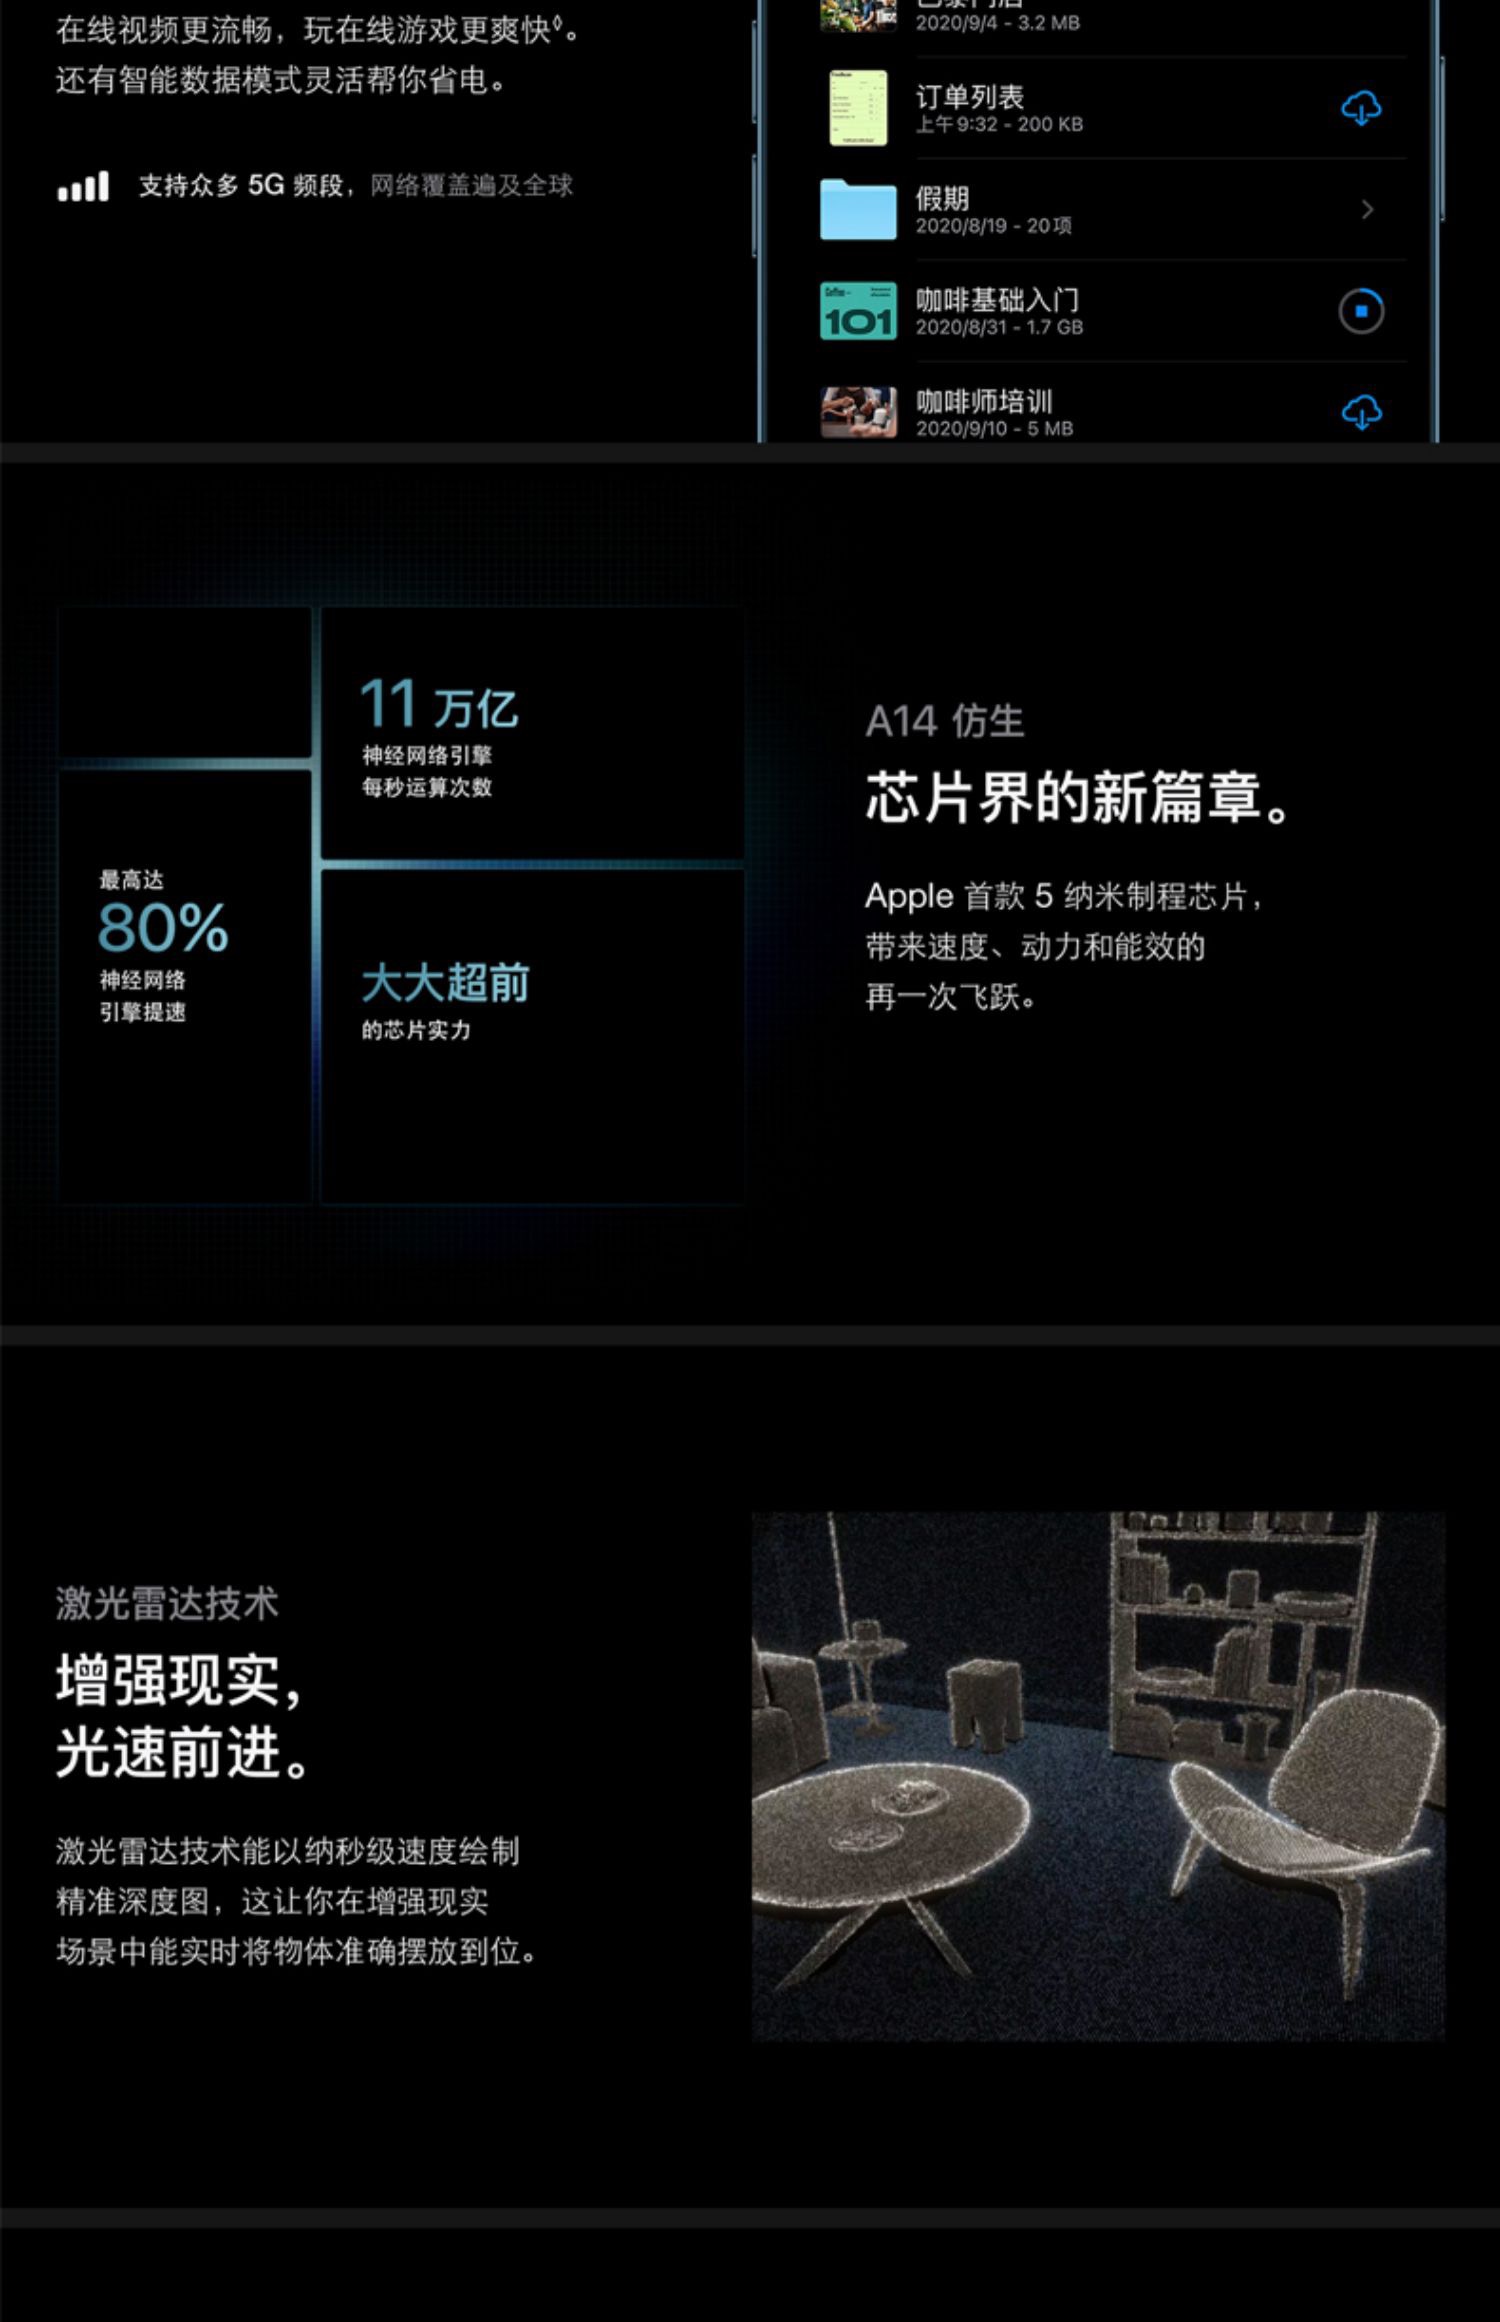 在线视频更流畅，玩在线游戏更爽快◊。
还有智能数据模式灵活帮你省电。
支持众多 5G 频段，网络覆盖遍及全球
2020/9/4 - 3.2 MB
订单列表
上午9:32 - 200 KB
假期
2020/8/19 - 20项
咖啡基础入门
2020/8/31 - 1.7 GB
Coffee
101
咖啡师培训
2020/9/10 - 5 MB
11 万亿
神经网络引擎
每秒运算次数
最高达
80%
神经网络
引擎提速
大大超前
的芯片实力
A14 仿生
芯片界的新篇章。
Apple 首款 5 纳米制程芯片，
带来速度、动力和能效的
再一次飞跃。
激光雷达技术
增强现实，
光速前进。
激光雷达技术能以纳秒级速度绘制
精准深度图，这让你在增强现实
场景中能实时将物体准确摆放到位。